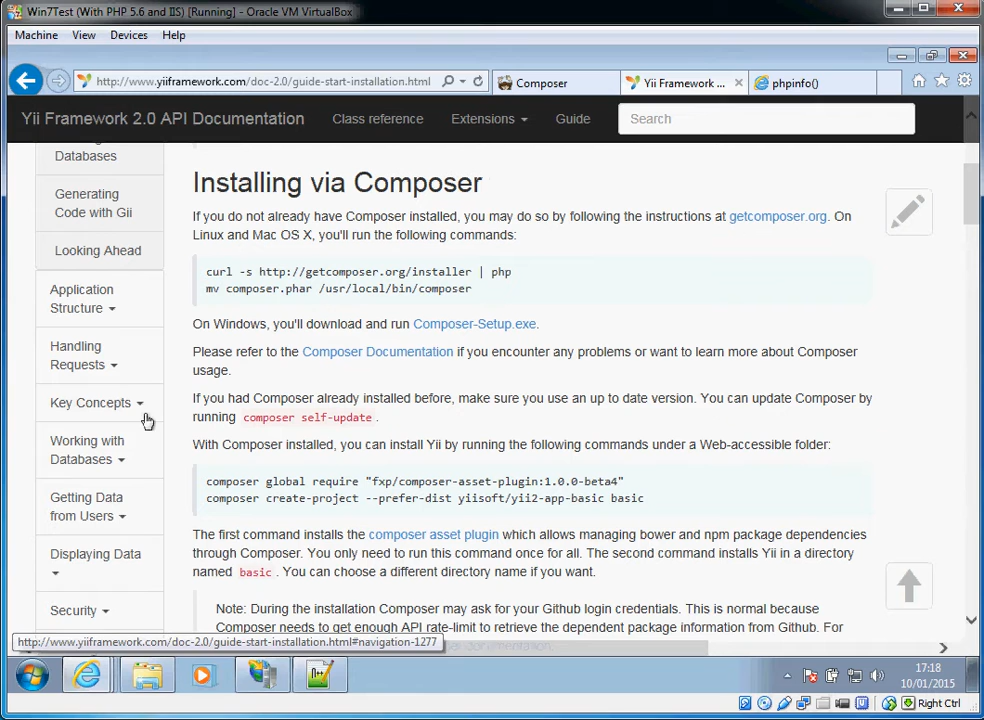 Win7Test (With PHP 5.6 and IIS) [Running] - Oracle VM VirtualBox
Machine View Devices Help
http://www.yiiframework.com/doc-2.0/guide-start-installation.html
Composer
Yii Framework ...
phpinfo()
Yii Framework 2.0 API Documentation
Class reference
Extensions
Guide
Search
Databases
Generating
Code with Gii
Looking Ahead
Application
Structure
Handling
Requests
Key Concepts
Working with
Databases
Getting Data
from Users
Displaying Data
Security
Installing via Composer
If you do not already have Composer installed, you may do so by following the instructions at getcomposer.org. On
Linux and Mac OS X, you'll run the following commands:
curl -s http://getcomposer.org/installer | php
mv composer.phar /usr/local/bin/composer
On Windows, you'll download and run Composer-Setup.exe.
Please refer to the Composer Documentation if you encounter any problems or want to learn more about Composer
usage.
If you had Composer already installed before, make sure you use an up to date version. You can update Composer by
running composer self-update .
With Composer installed, you can install Yii by running the following commands under a Web-accessible folder:
composer global require "fxp/composer-asset-plugin:1.0.0-beta4"
composer create-project --prefer-dist yiisoft/yii2-app-basic basic
The first command installs the composer asset plugin which allows managing bower and npm package dependencies
through Composer. You only need to run this command once for all. The second command installs Yii in a directory
named basic . You can choose a different directory name if you want.
Note: During the installation Composer may ask for your Github login credentials. This is normal because
Composer needs to get enough API rate-limit to retrieve the dependent package information from Github. For
http://www.yiiframework.com/doc-2.0/guide-start-installation.html#navigation-1277
17:18
10/01/2015
Right Ctrl